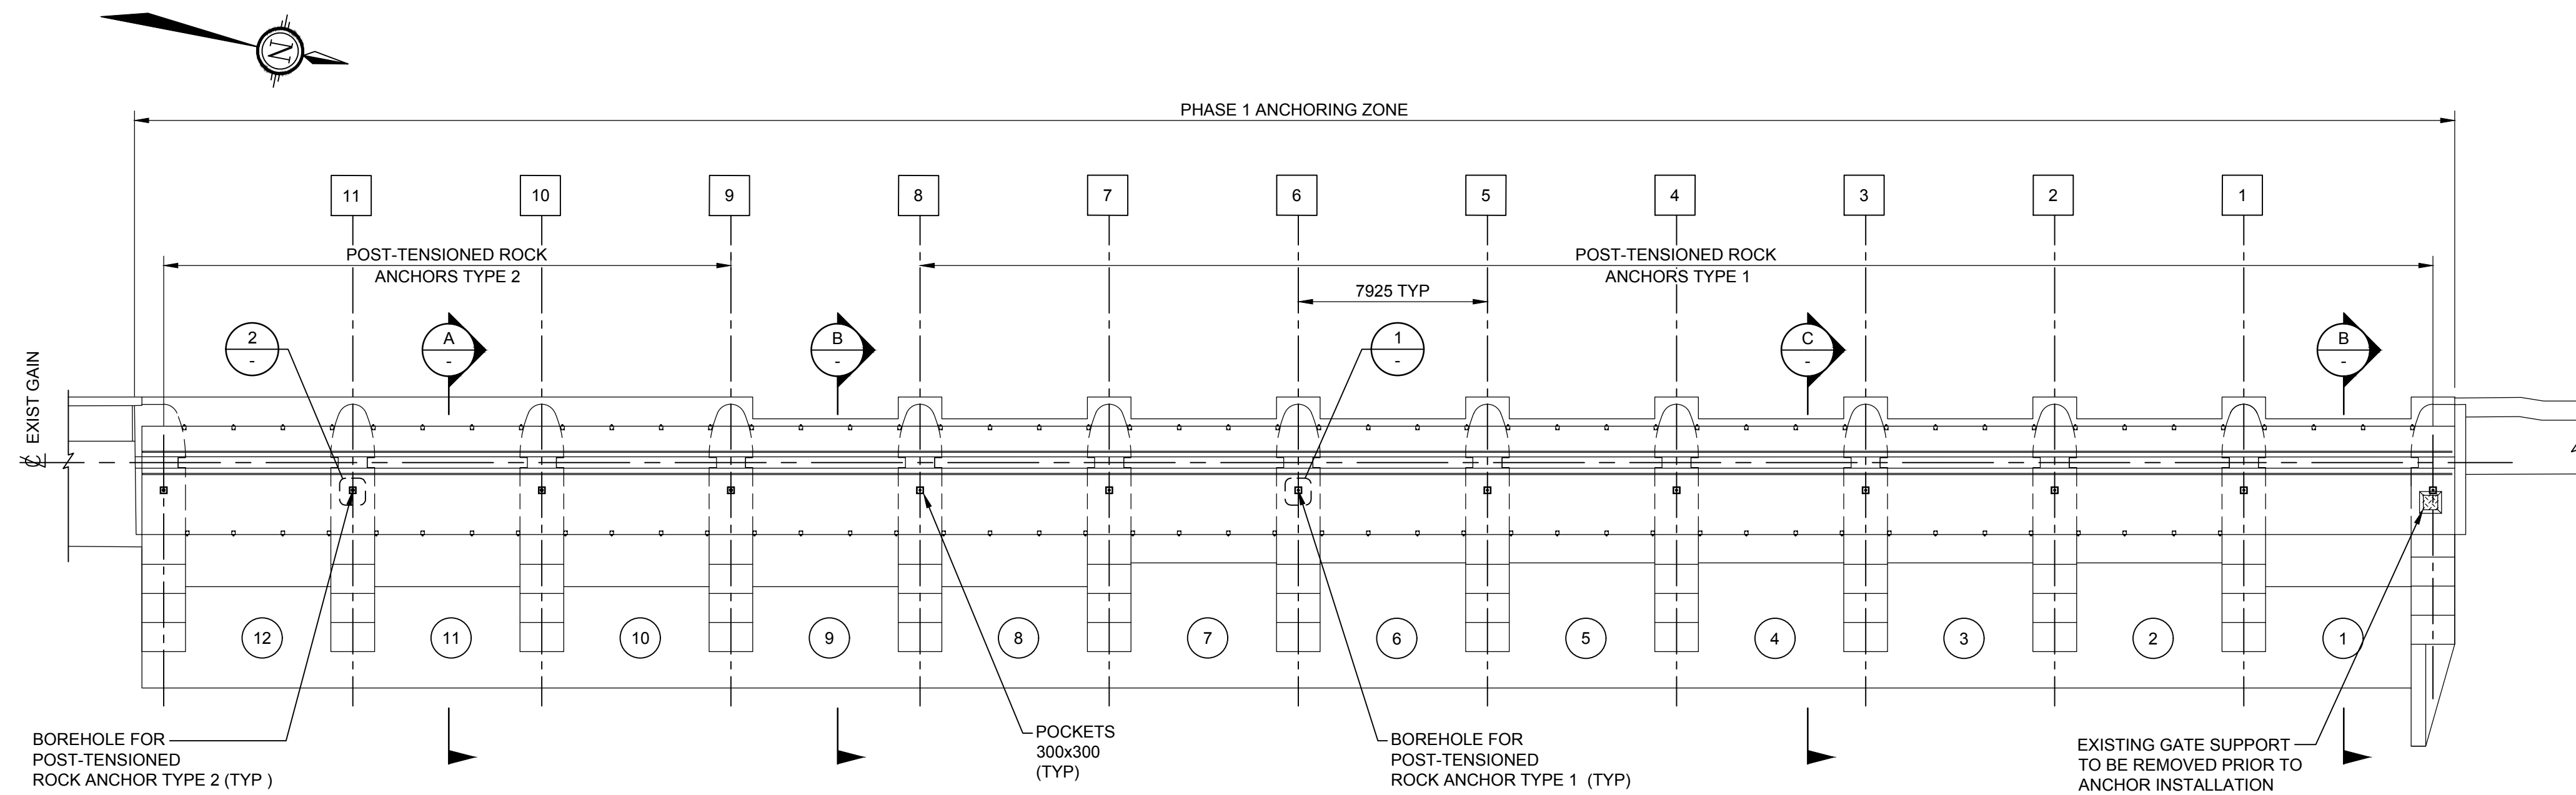 N
PHASE 1 ANCHORING ZONE
11
10
9
8
7
6
5
4
3
2
1
POST-TENSIONED ROCK
ANCHORS TYPE 2
POST-TENSIONED ROCK
ANCHORS TYPE 1
7925 TYP
2
-
A
-
B
-
1
-
C
-
B
-
℄ EXIST GAIN
12
11
10
9
8
7
6
5
4
3
2
1
BOREHOLE FOR
POST-TENSIONED
ROCK ANCHOR TYPE 2 (TYP )
POCKETS
300x300
(TYP)
BOREHOLE FOR
POST-TENSIONED
ROCK ANCHOR TYPE 1 (TYP)
EXISTING GATE SUPPORT
TO BE REMOVED PRIOR TO
ANCHOR INSTALLATION